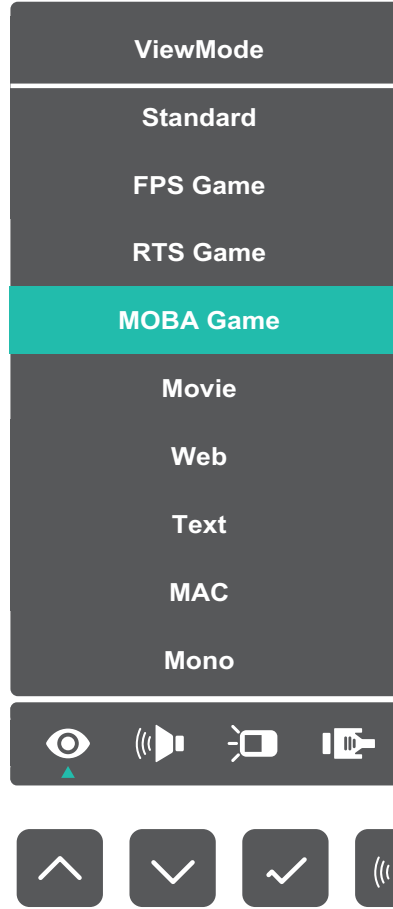 ViewMode
Standard
FPS Game
RTS Game
MOBA Game
Movie
Web
Text
MAC
Mono